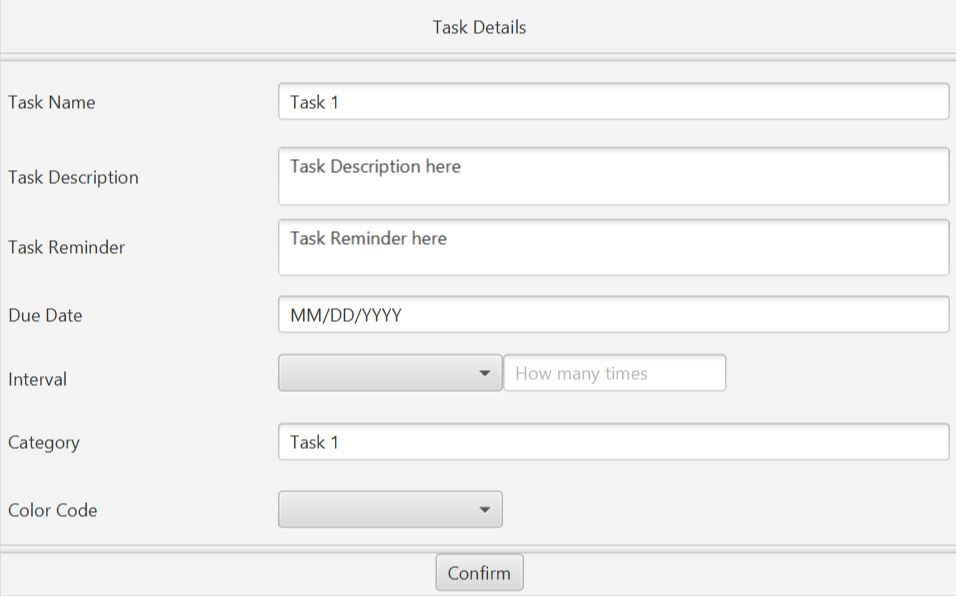 Task Details
Task Name
Task 1
Task Description
Task Description here
Task Reminder
Task Reminder here
Due Date
MM/DD/YYYY
Interval
How many times
Category
Task 1
Color Code
Confirm